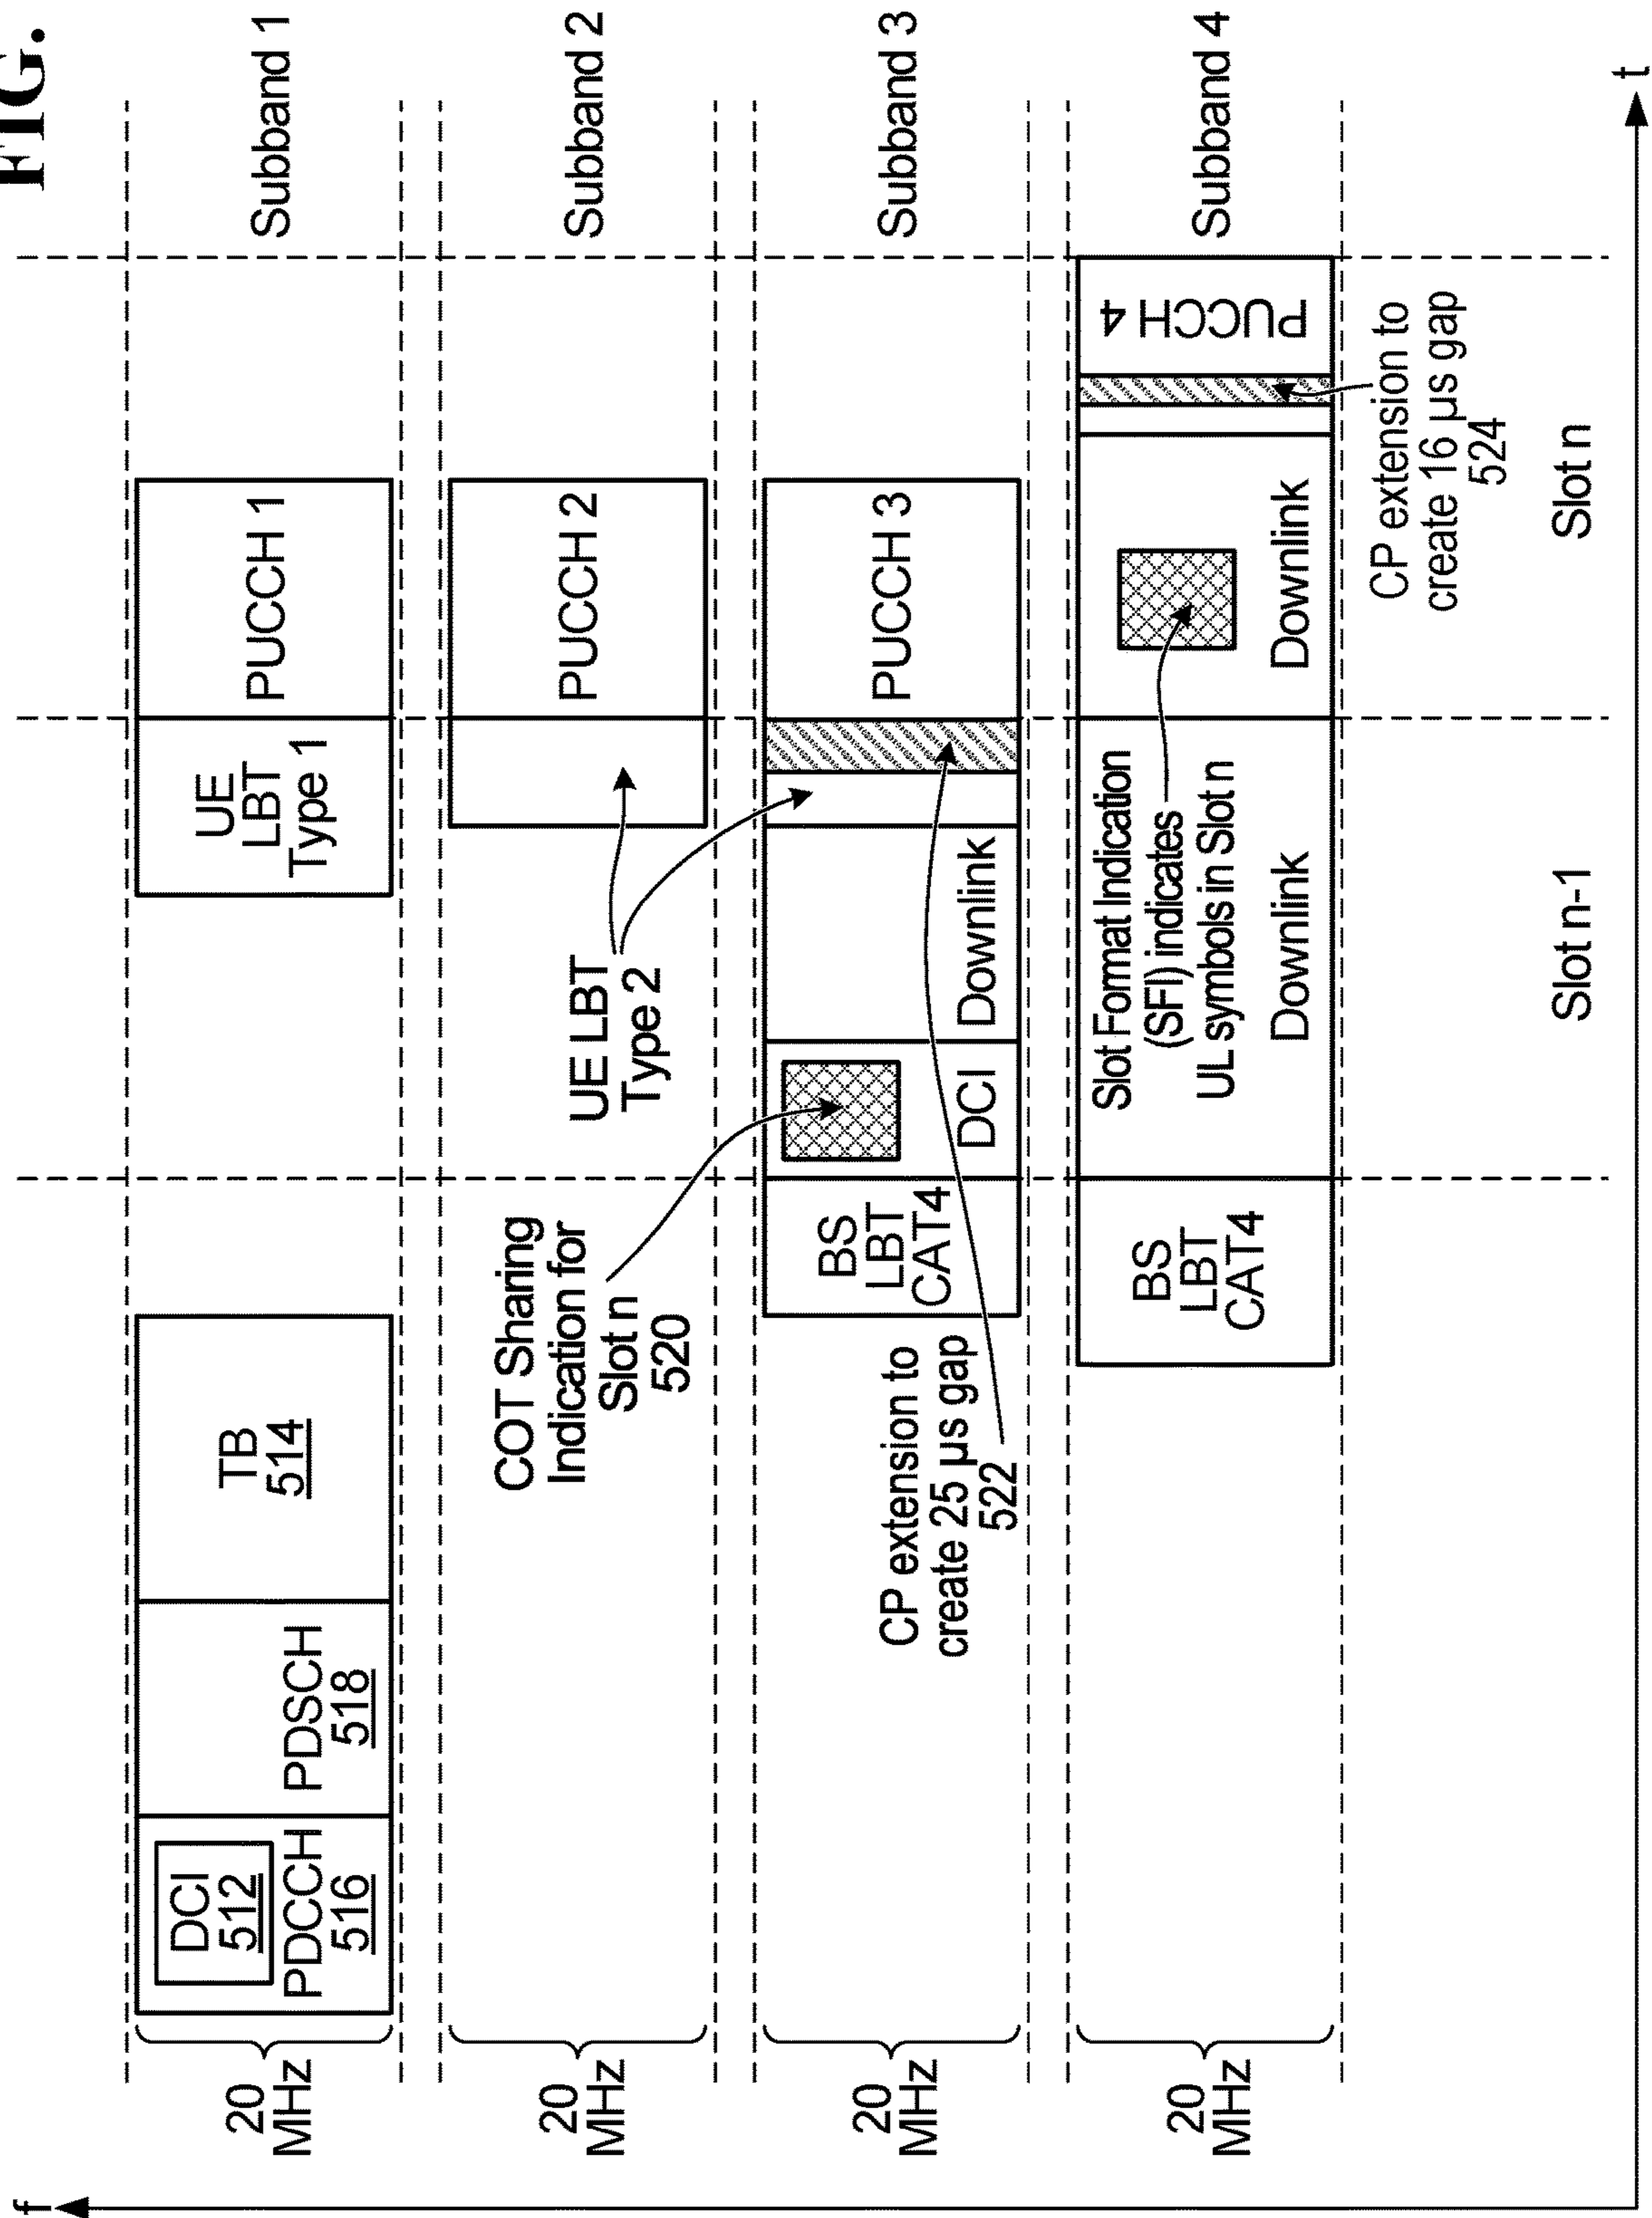 FIG.
f
20
MHz
DCI
512
PDCCH
516
PDSCH
518
TB
514
UE
LBT
Type 1
PUCCH 1
Subband 1
20
MHz
COT Sharing
Indication for
Slot n
520
UE LBT
Type 2
PUCCH 2
Subband 2
20
MHz
CP extension to
create 25 µs gap
522
BS
LBT
CAT4
DCI
Downlink
PUCCH 3
Subband 3
20
MHz
BS
LBT
CAT4
Slot Format Indication
(SFI) indicates
UL symbols in Slot n
Downlink
Downlink
PUCCH 4
Subband 4
CP extension to
create 16 µs gap
524
Slot n-1
Slot n
t